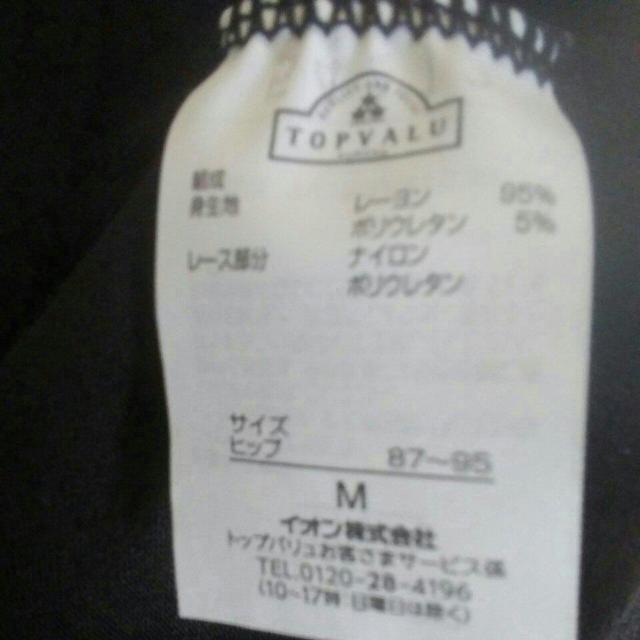 TOPVALU
組成
身生地 レーヨン 95%
ポリウレタン 5%
レース部分 ナイロン
ポリウレタン
サイズ
ヒップ 87〜95
M
イオン株式会社
トップバリュお客さまサービス係
TEL.0120-28-4196
(10〜17時 日曜日は除く)